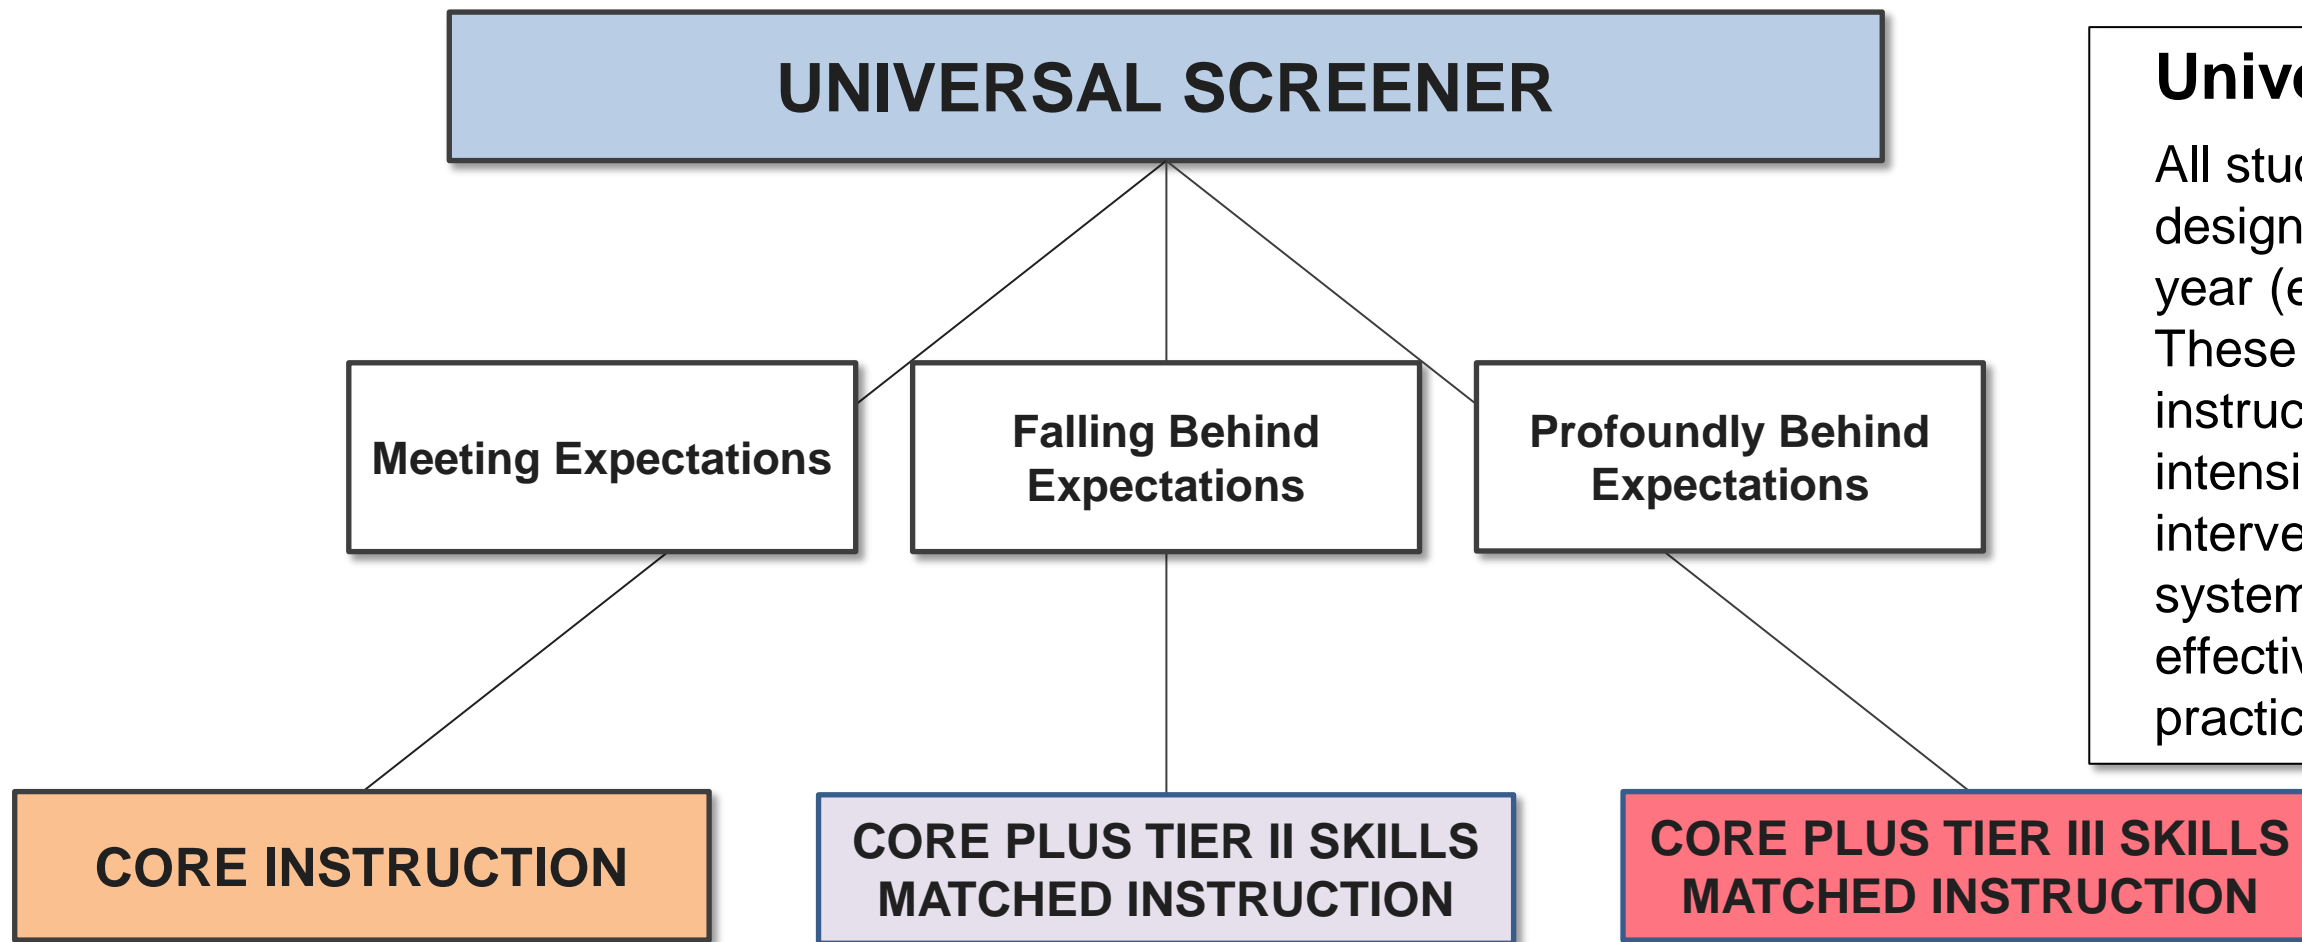 UNIVERSAL SCREENER
Meeting Expectations
Falling Behind
Expectations
Profoundly Behind
Expectations
CORE INSTRUCTION
CORE PLUS TIER II SKILLS
MATCHED INSTRUCTION
CORE PLUS TIER III SKILLS
MATCHED INSTRUCTION
All
year (e
These